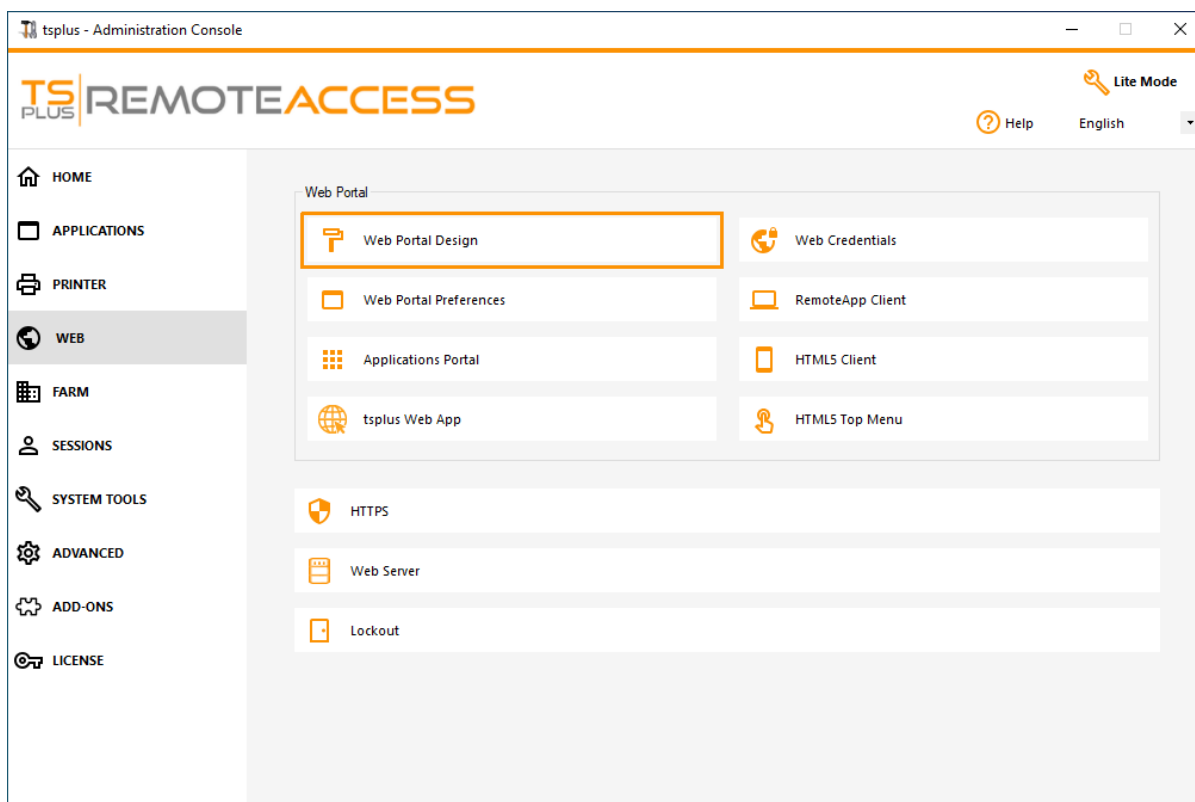 tsplus - Administration Console
TS PLUS REMOTEACCESS
Lite Mode
Help
English
HOME
APPLICATIONS
PRINTER
WEB
FARM
SESSIONS
SYSTEM TOOLS
ADVANCED
ADD-ONS
LICENSE
Web Portal
Web Portal Design
Web Credentials
Web Portal Preferences
RemoteApp Client
Applications Portal
HTML5 Client
tsplus Web App
HTML5 Top Menu
HTTPS
Web Server
Lockout